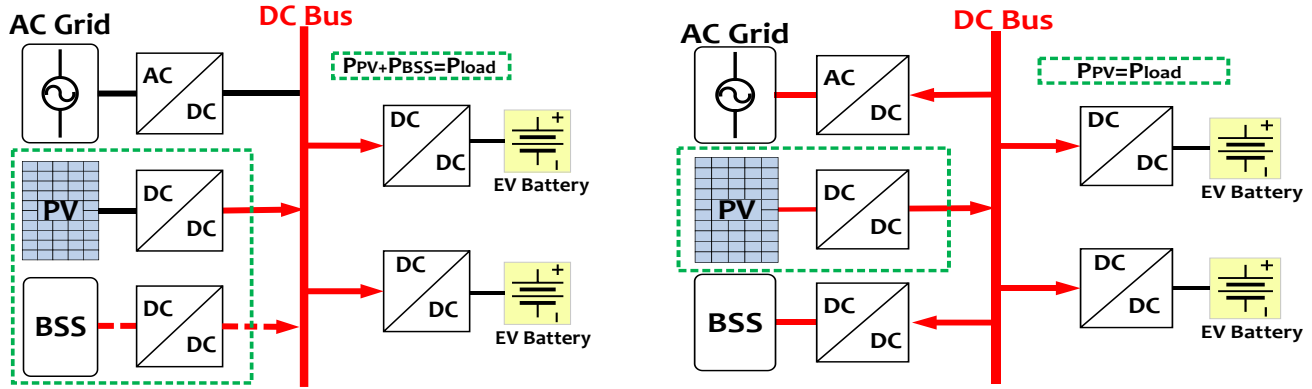 DC Bus
AC Grid
AC
DC
PPV+PBSS=Pload
DC
DC
+
EV Battery
PV
DC
DC
BSS
DC
DC
DC
DC
+
EV Battery
DC Bus
AC Grid
AC
DC
PPV=Pload
DC
DC
+
EV Battery
PV
DC
DC
BSS
DC
DC
DC
DC
+
EV Battery